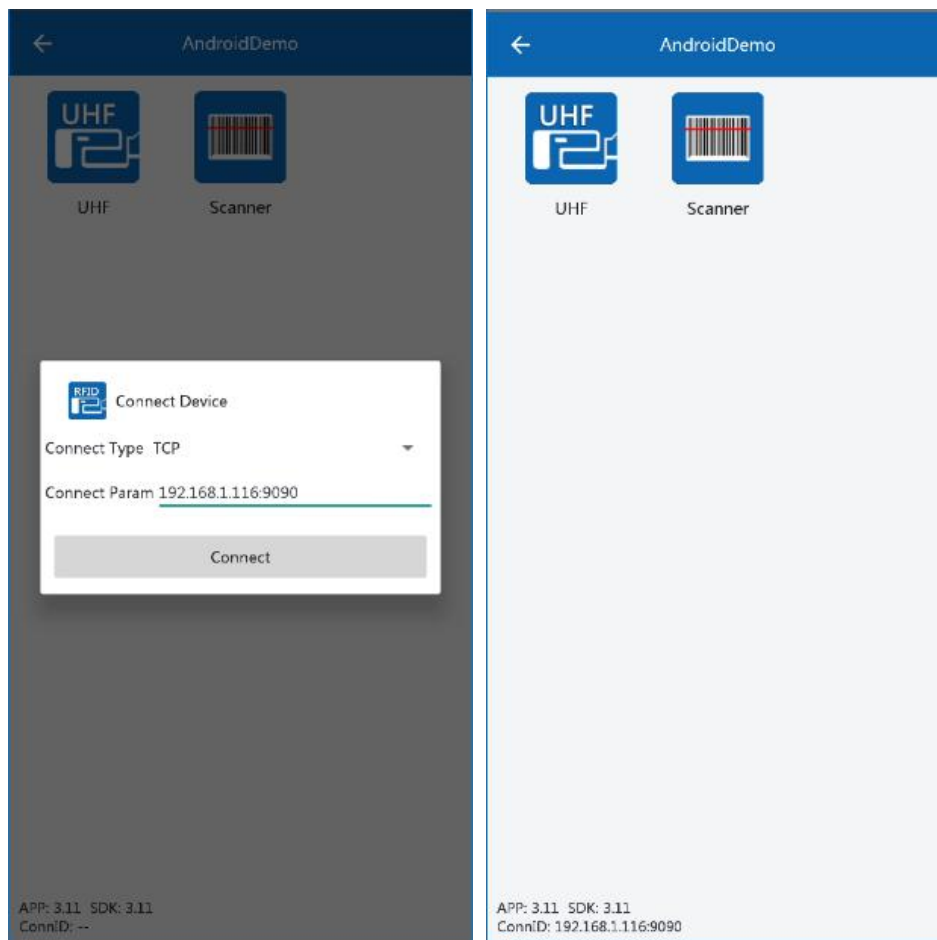 AndroidDemo
UHF
UHF
Scanner
RFID
Connect Device
Connect Type TCP
Connect Param 192.168.1.116:9090
Connect
APP: 3.11 SDK: 3.11
ConnID: --
AndroidDemo
UHF
UHF
Scanner
APP: 3.11 SDK: 3.11
ConnID: 192.168.1.116:9090